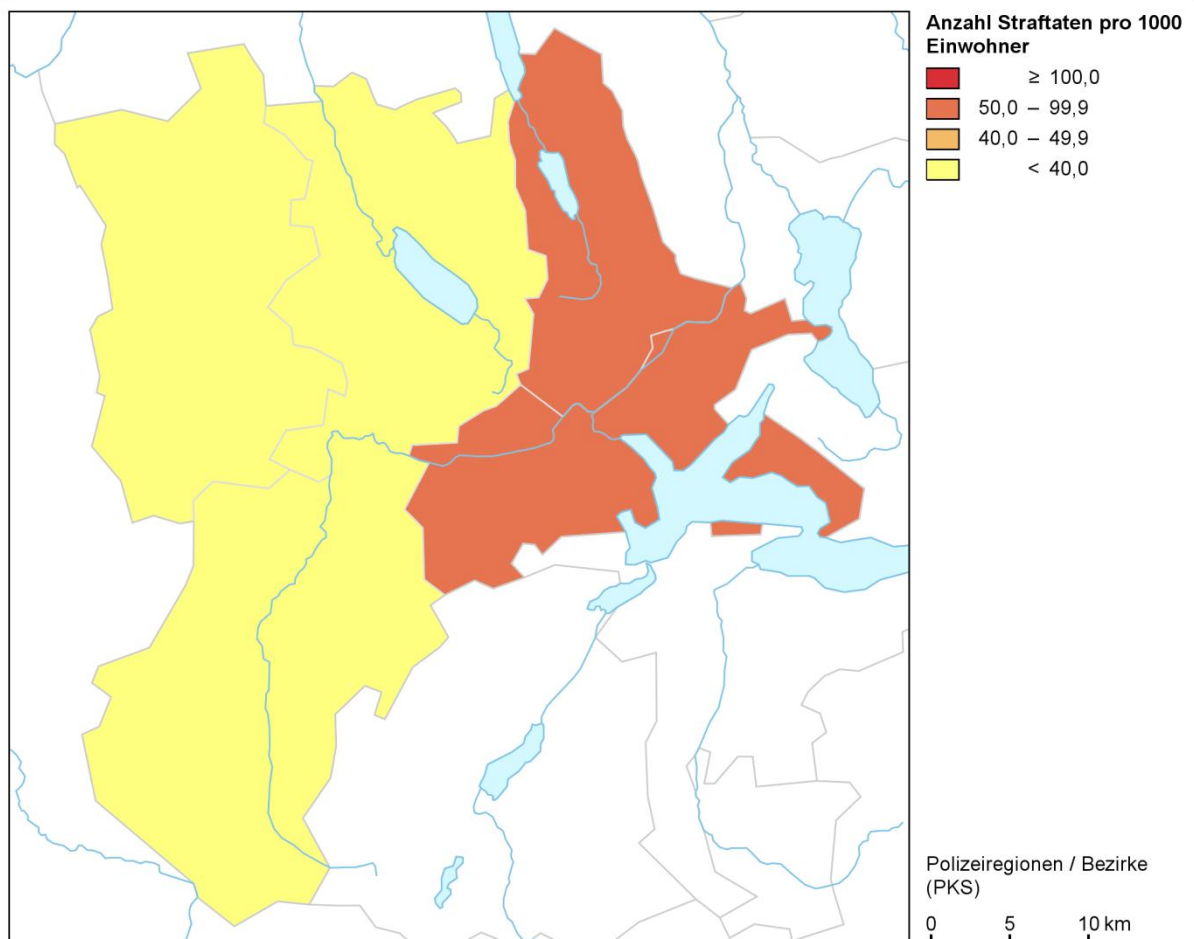 Anzahl Straftaten pro 1000
Einwohner
≥ 100,0
50,0 – 99,9
40,0 – 49,9
< 40,0
Polizeiregionen / Bezirke
(PKS)
0 5 10 km